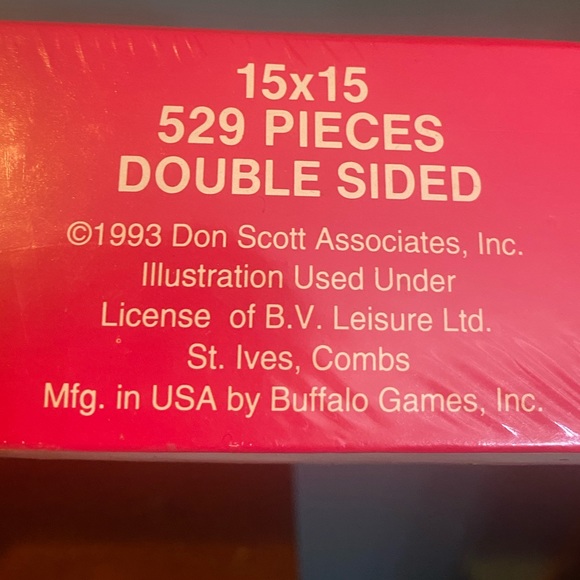 15x15
529 PIECES
DOUBLE SIDED
©1993 Don Scott Associates, Inc.
Illustration Used Under
License of B.V. Leisure Ltd.
St. Ives, Combs
Mfg. in USA by Buffalo Games, Inc.